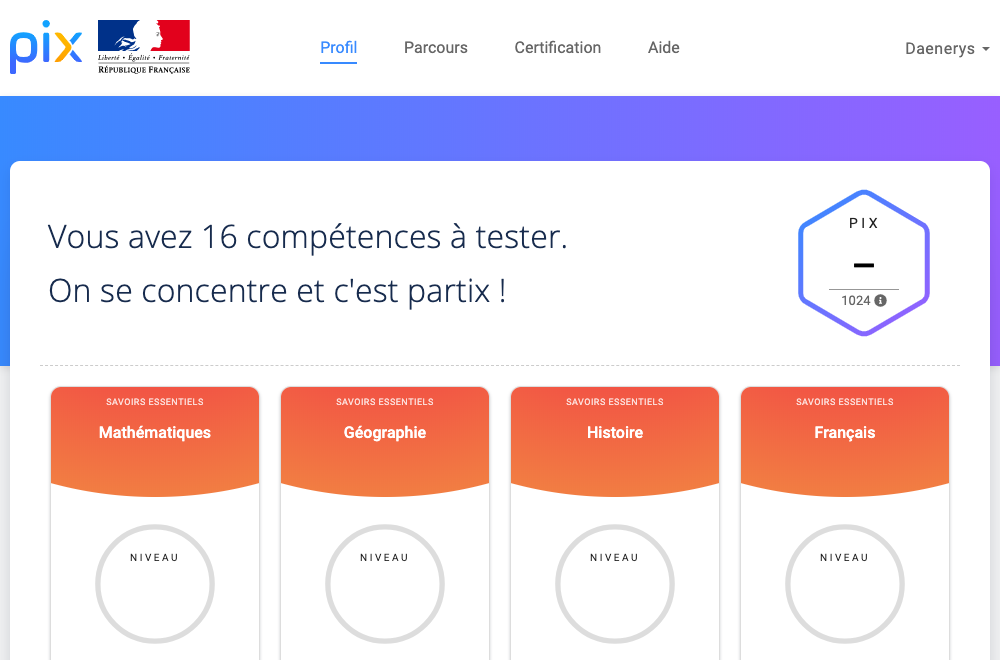 pix
Liberté • Égalité • Fraternité
RÉPUBLIQUE FRANÇAISE
Profil
Parcours
Certification
Aide
Daenerys
Vous avez 16 compétences à tester.
On se concentre et c'est partix !
PIX
–
1024
SAVOIRS ESSENTIELS
Mathématiques
NIVEAU
SAVOIRS ESSENTIELS
Géographie
NIVEAU
SAVOIRS ESSENTIELS
Histoire
NIVEAU
SAVOIRS ESSENTIELS
Français
NIVEAU